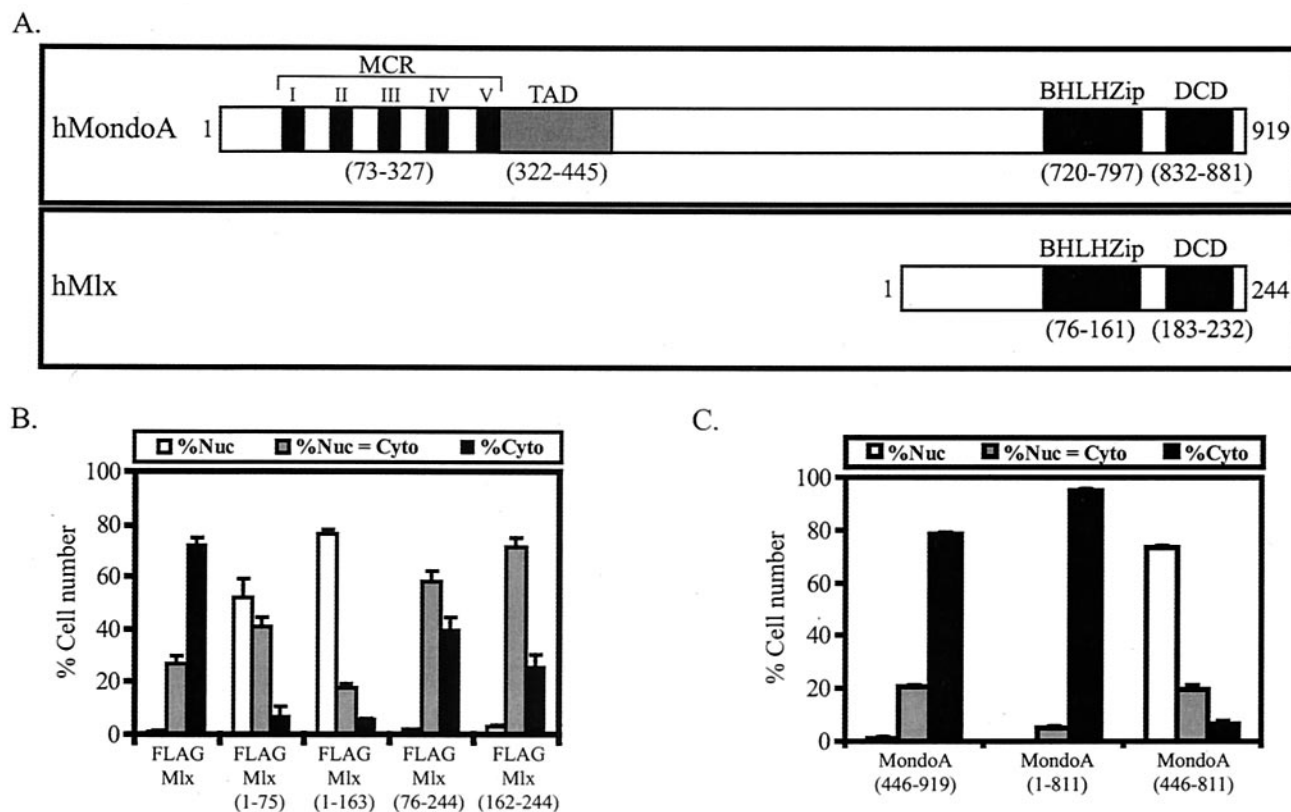 A.
MCR
I II III IV V TAD BHLHZip DCD
hMondoA 1 919
(73-327) (322-445) (720-797) (832-881)
BHLHZip DCD
hMlx 1 244
(76-161) (183-232)
B.
%Nuc %Nuc = Cyto %Cyto
100
80
60
40
20
0
% Cell number
FLAG FLAG FLAG FLAG FLAG
Mlx Mlx Mlx Mlx Mlx
(1-75) (1-163) (76-244) (162-244)
C.
%Nuc %Nuc = Cyto %Cyto
100
80
60
40
20
0
% Cell number
MondoA MondoA MondoA
(446-919) (1-811) (446-811)